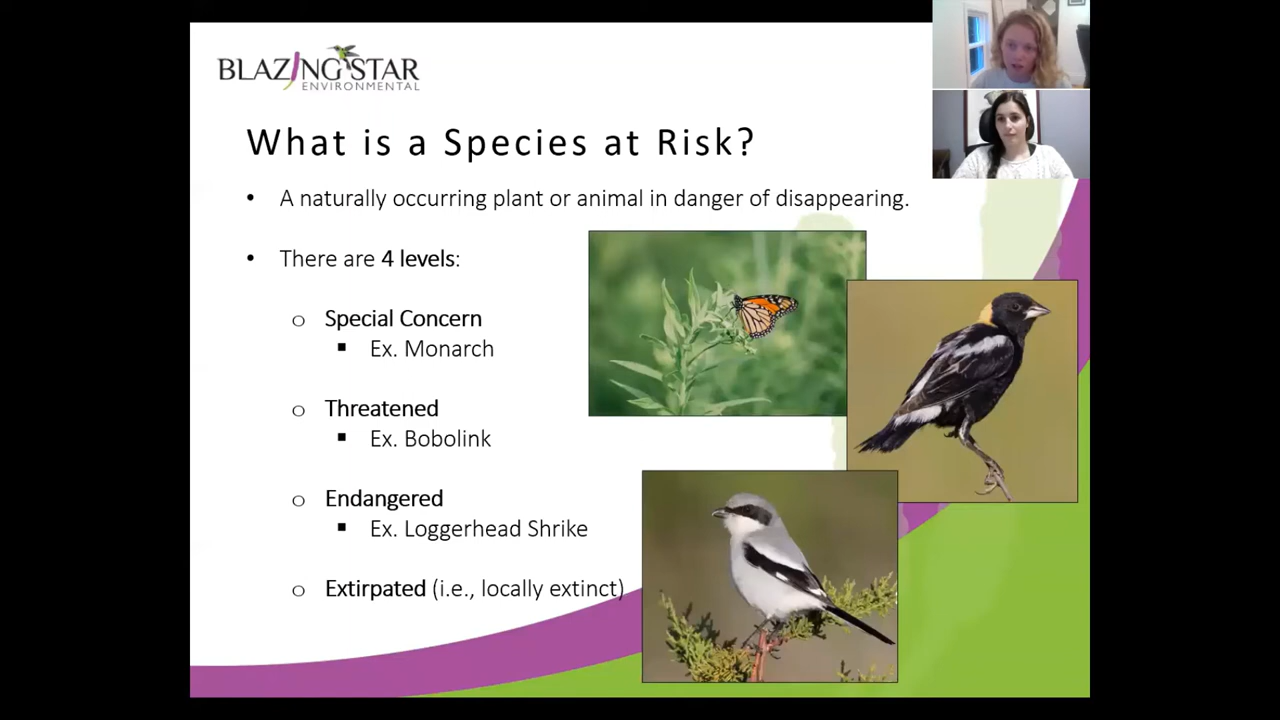 BLAZING STAR
ENVIRONMENTAL
What is a Species at Risk?
• A naturally occurring plant or animal in danger of disappearing.
• There are 4 levels:
o Special Concern
▪ Ex. Monarch
o Threatened
▪ Ex. Bobolink
o Endangered
▪ Ex. Loggerhead Shrike
o Extirpated (i.e., locally extinct)